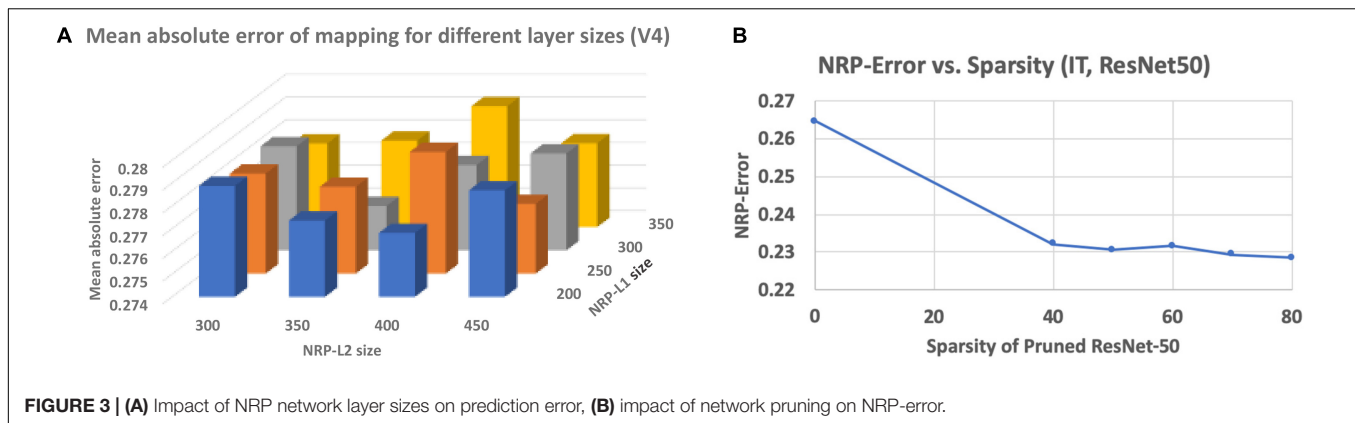 A Mean absolute error of mapping for different layer sizes (V4)
Mean absolute error
0.28
0.279
0.278
0.277
0.276
0.275
0.274
300
350
400
450
NRP-L2 size
200
250
300
350
NRP-L1 size
B
NRP-Error vs. Sparsity (IT, ResNet50)
NRP-Error
0.27
0.26
0.25
0.24
0.23
0.22
0 20 40 60 80
Sparsity of Pruned ResNet-50
FIGURE 3 | (A) Impact of NRP network layer sizes on prediction error, (B) impact of network pruning on NRP-error.